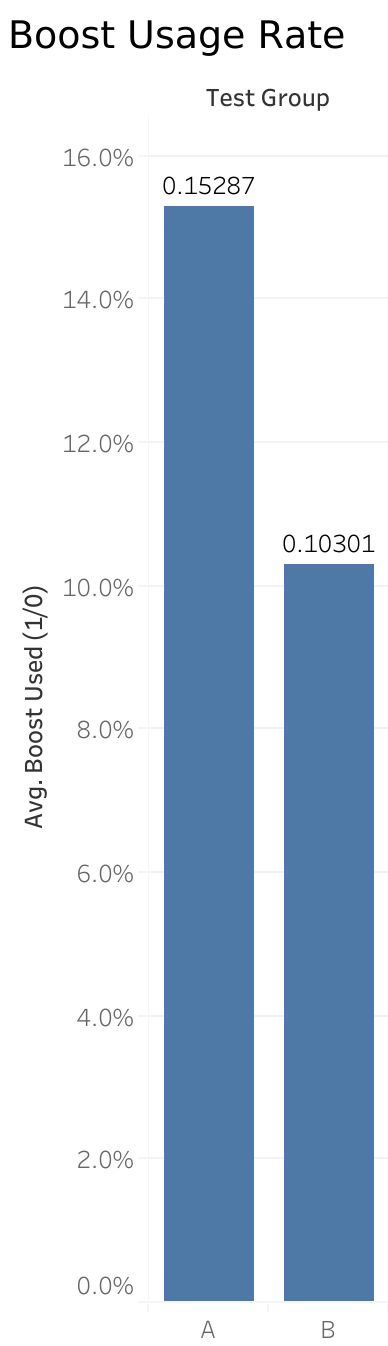 Boost Usage Rate
Test Group
16.0%
0.15287
14.0%
12.0%
0.10301
10.0%
Avg. Boost Used (1/0)
8.0%
6.0%
4.0%
2.0%
0.0%
A B